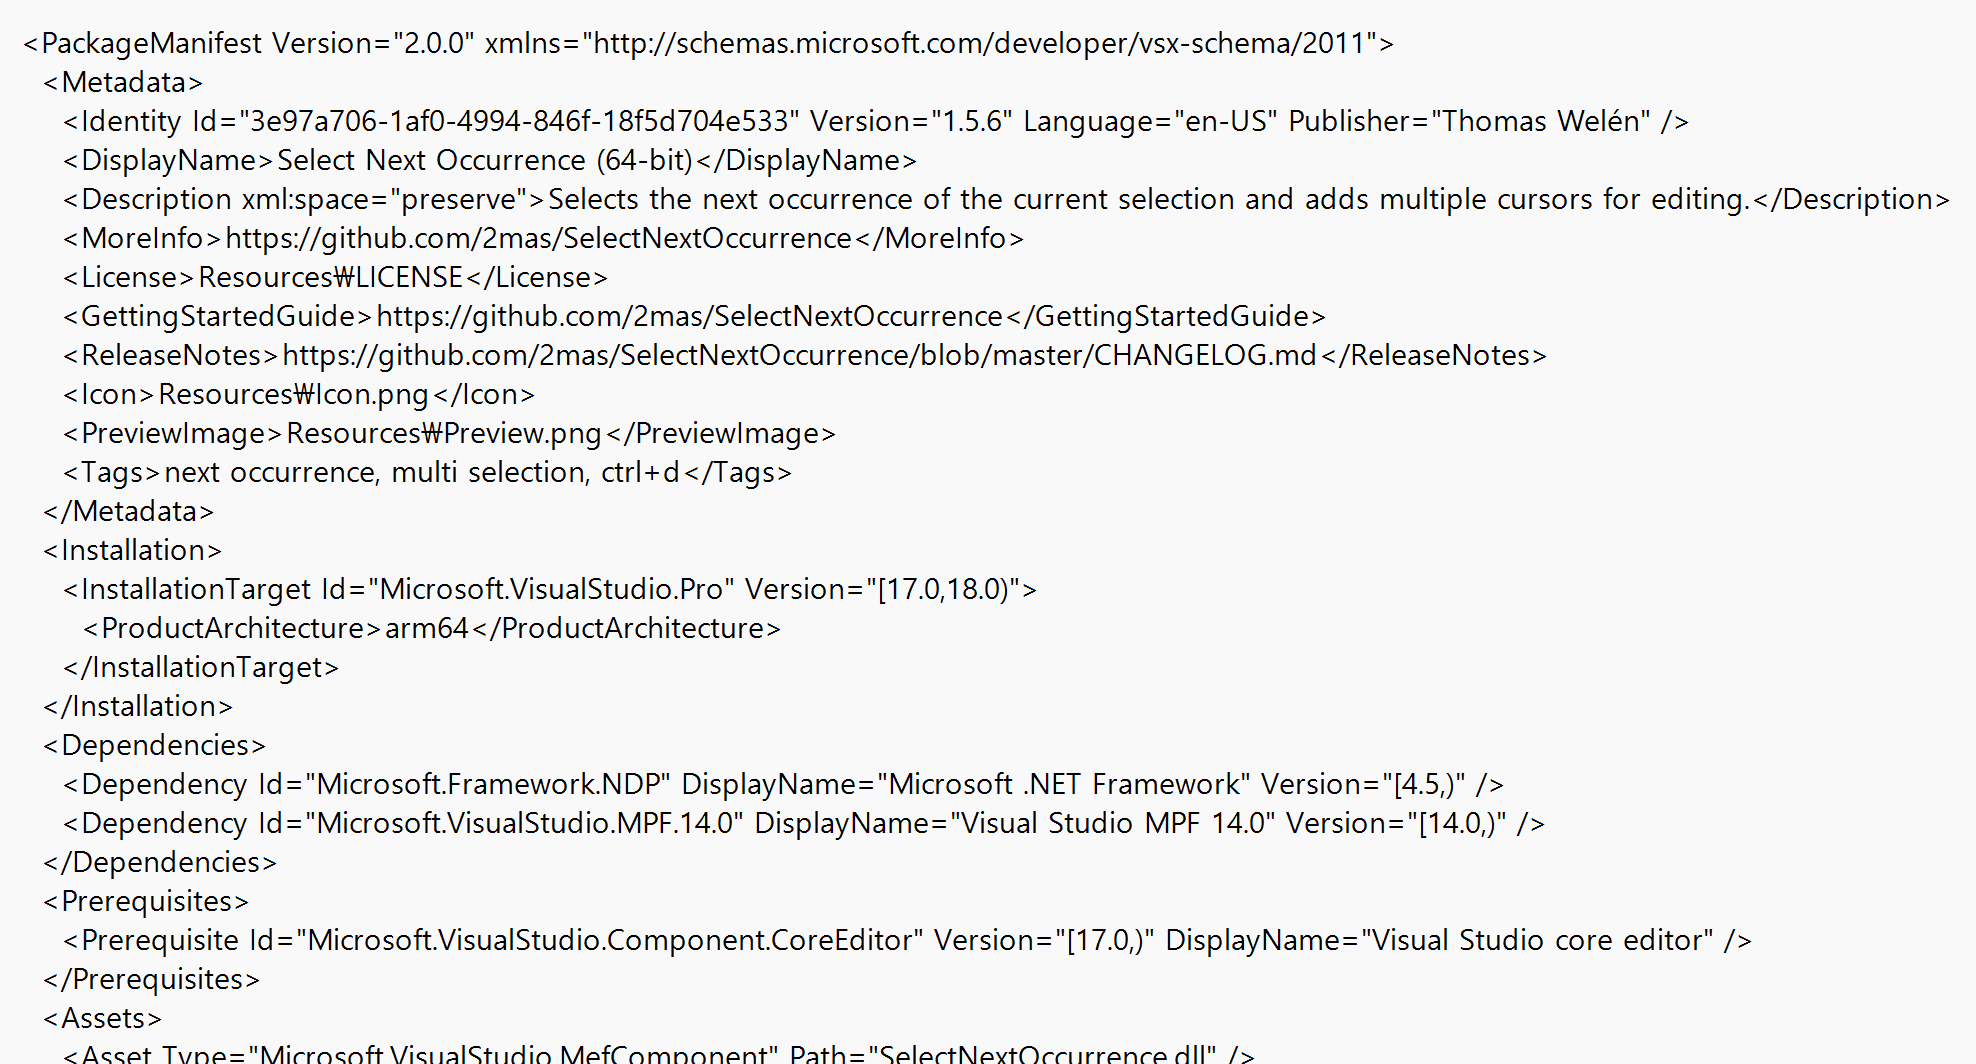 <PackageManifest Version="2.0.0" xmlns="http://schemas.microsoft.com/developer/vsx-schema/2011">
<Metadata>
<Identity Id="3e97a706-1af0-4994-846f-18f5d704e533" Version="1.5.6" Language="en-US" Publisher="Thomas Welén" />
<DisplayName>Select Next Occurrence (64-bit)</DisplayName>
<Description xml:space="preserve">Selects the next occurrence of the current selection and adds multiple cursors for editing.</Description>
<MoreInfo>https://github.com/2mas/SelectNextOccurrence</MoreInfo>
<License>Resources₩LICENSE</License>
<GettingStartedGuide>https://github.com/2mas/SelectNextOccurrence</GettingStartedGuide>
<ReleaseNotes>https://github.com/2mas/SelectNextOccurrence/blob/master/CHANGELOG.md</ReleaseNotes>
<Icon>Resources₩Icon.png</Icon>
<PreviewImage>Resources₩Preview.png</PreviewImage>
<Tags>next occurrence, multi selection, ctrl+d</Tags>
</Metadata>
<Installation>
<InstallationTarget Id="Microsoft.VisualStudio.Pro" Version="[17.0,18.0)">
<ProductArchitecture>arm64</ProductArchitecture>
</InstallationTarget>
</Installation>
<Dependencies>
<Dependency Id="Microsoft.Framework.NDP" DisplayName="Microsoft .NET Framework" Version="[4.5,)" />
<Dependency Id="Microsoft.VisualStudio.MPF.14.0" DisplayName="Visual Studio MPF 14.0" Version="[14.0,)" />
</Dependencies>
<Prerequisites>
<Prerequisite Id="Microsoft.VisualStudio.Component.CoreEditor" Version="[17.0,)" DisplayName="Visual Studio core editor" />
</Prerequisites>
<Assets>
<Asset Type="Microsoft.VisualStudio.MefComponent" Path="SelectNextOccurrence.dll" />